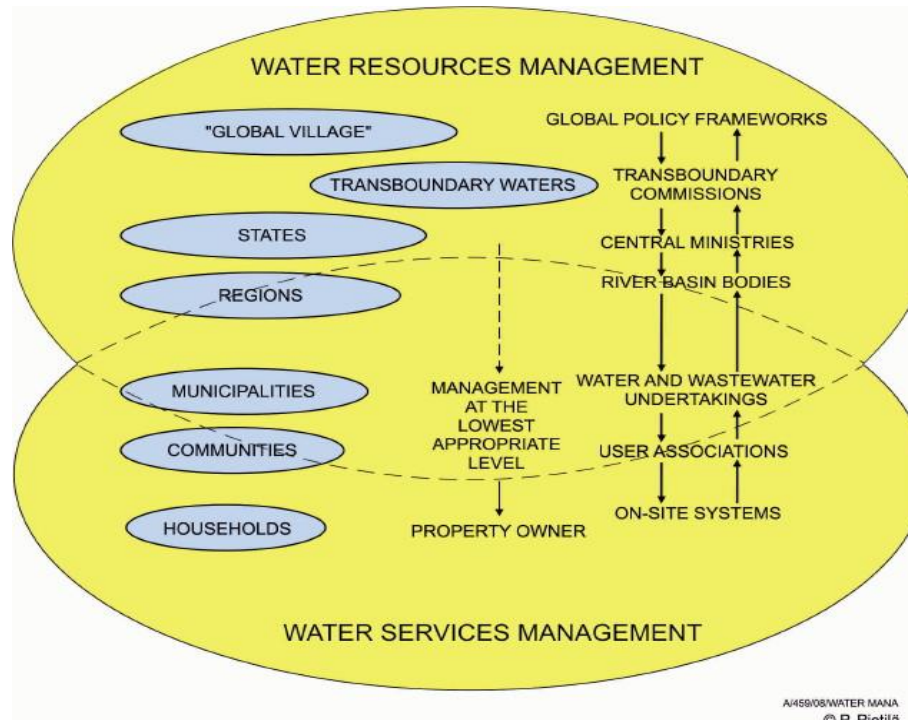 WATER RESOURCES MANAGEMENT
"GLOBAL VILLAGE"
TRANSBOUNDARY WATERS
STATES
REGIONS
MUNICIPALITIES
COMMUNITIES
HOUSEHOLDS
MANAGEMENT
AT THE
LOWEST
APPROPRIATE
LEVEL
PROPERTY OWNER
GLOBAL POLICY FRAMEWORKS
TRANSBOUNDARY
COMMISSIONS
CENTRAL MINISTRIES
RIVER BASIN BODIES
WATER AND WASTEWATER
UNDERTAKINGS
USER ASSOCIATIONS
ON-SITE SYSTEMS
WATER SERVICES MANAGEMENT
A/459/08/WATER MANA
© P. Pietilä